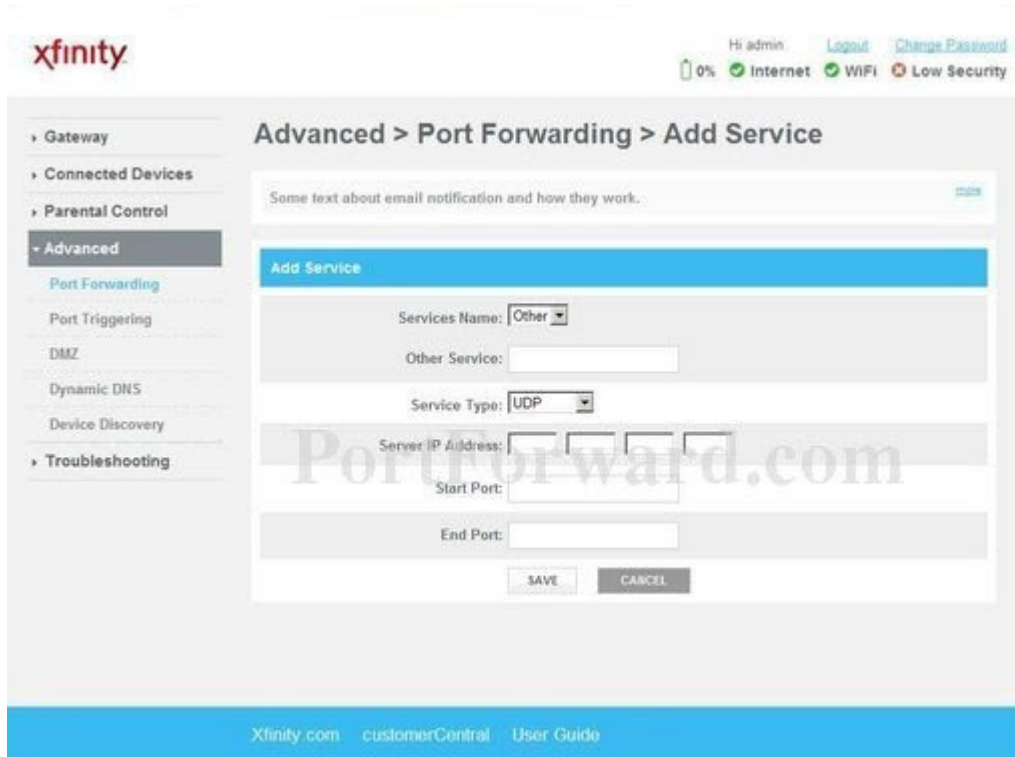 xfinity
Hi admin Logout Change Password
0% Internet WiFi Low Security
Gateway
Connected Devices
Parental Control
Advanced
Port Forwarding
Port Triggering
DMZ
Dynamic DNS
Device Discovery
Troubleshooting
Advanced > Port Forwarding > Add Service
Some text about email notification and how they work.
more
Add Service
Services Name: Other
Other Service:
Service Type: UDP
Server IP Address:
PortForward.com
Start Port:
End Port:
SAVE CANCEL
Xfinity.com customerCentral User Guide